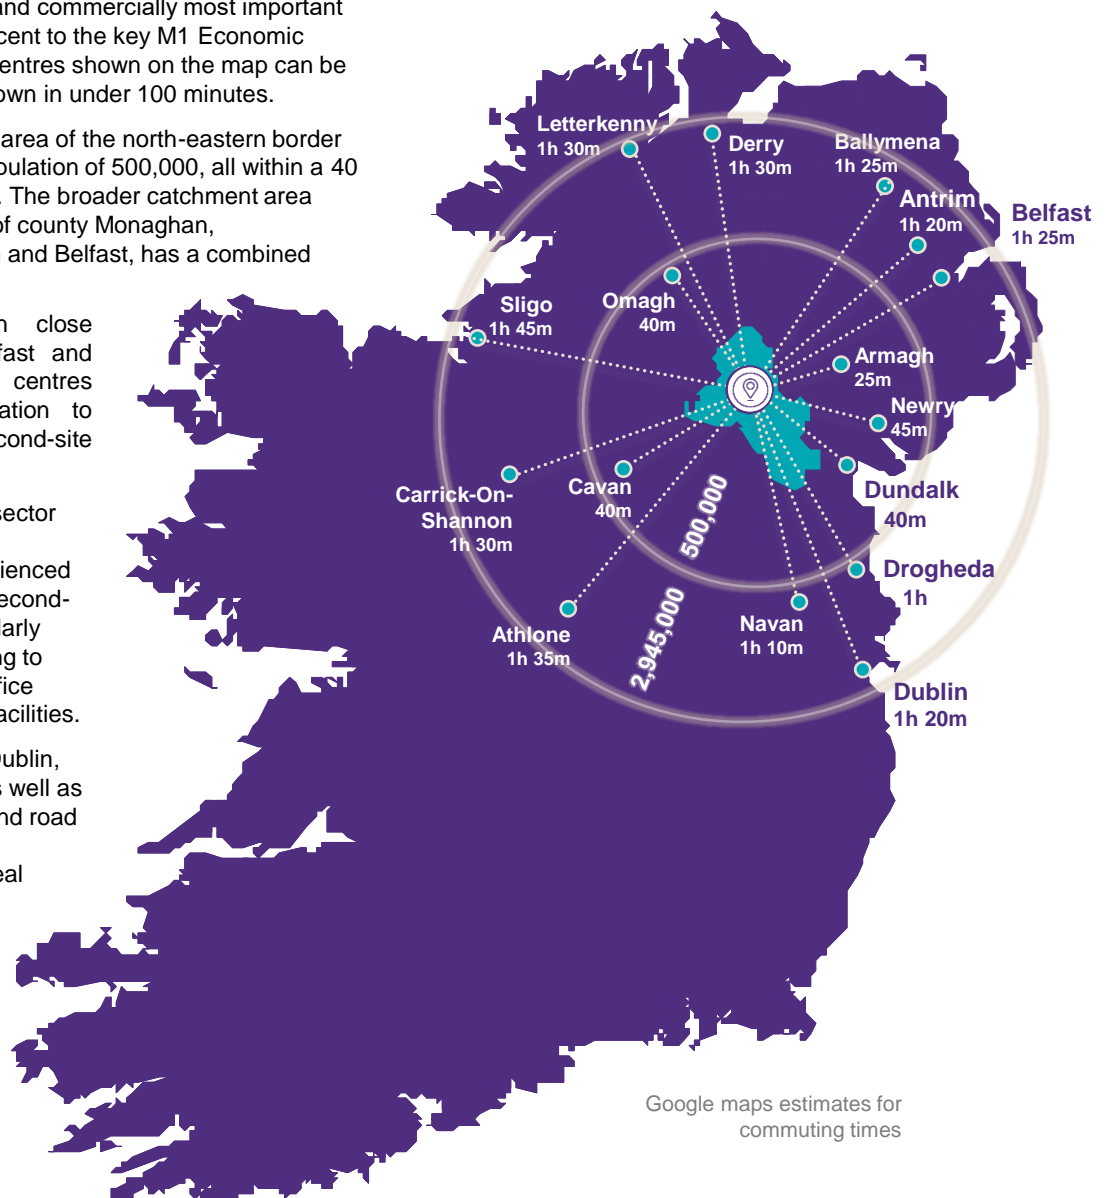 and commercially most important
cent to the key M1 Economic
entres shown on the map can be
own in under 100 minutes.
area of the north-eastern border
pulation of 500,000, all within a 40
. The broader catchment area
of county Monaghan,
and Belfast, has a combined
close
fast and
centres
ation to
cond-site
sector
ienced
econd-
larly
ng to
fice
acilities.
Dublin,
s well as
nd road
eal
Letterkenny
1h 30m
Derry
1h 30m
Ballymena
1h 25m
Antrim
1h 20m
Belfast
1h 25m
Sligo
1h 45m
Omagh
40m
Armagh
25m
Newry
45m
Carrick-On-
Shannon
1h 30m
Cavan
40m
500,000
Dundalk
40m
Drogheda
1h
2,945,000
Athlone
1h 35m
Navan
1h 10m
Dublin
1h 20m
Google maps estimates for
commuting times